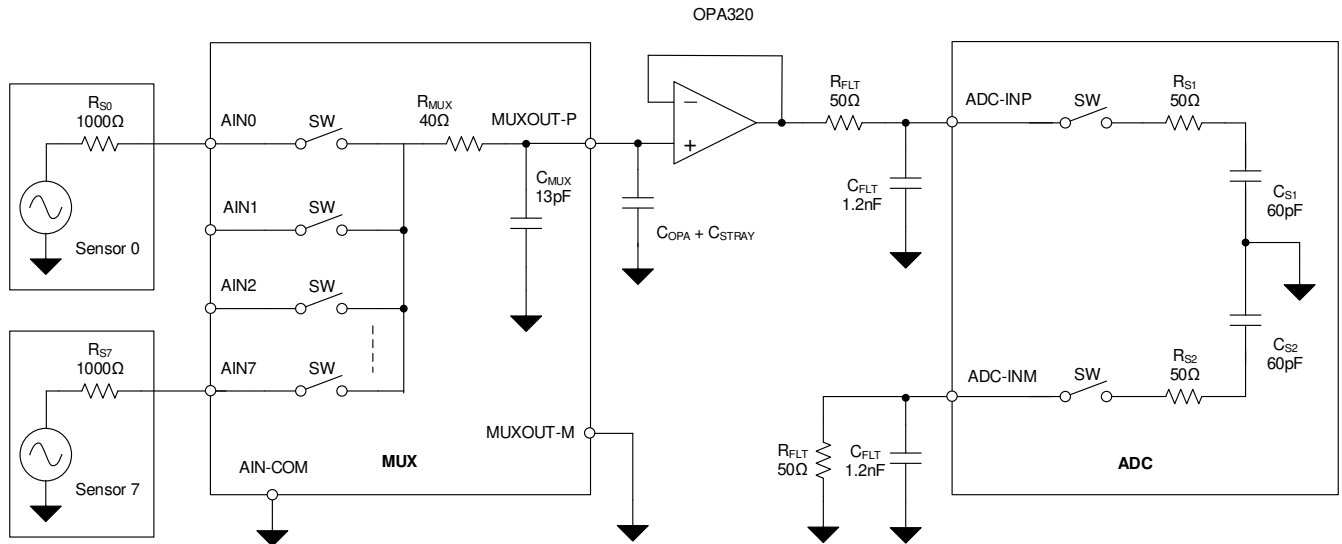 OPA320
RS0
1000Ω
Sensor 0
RS7
1000Ω
Sensor 7
AIN0
SW
AIN1
SW
AIN2
SW
AIN7
SW
RMUX
40Ω
MUXOUT-P
CMUX
13pF
MUXOUT-M
AIN-COM
MUX
COPA + CSTRAY
−
+
RFLT
50Ω
CFLT
1.2nF
ADC-INP
SW
RS1
50Ω
CS1
60pF
CS2
60pF
ADC-INM
SW
RS2
50Ω
RFLT
50Ω
CFLT
1.2nF
ADC